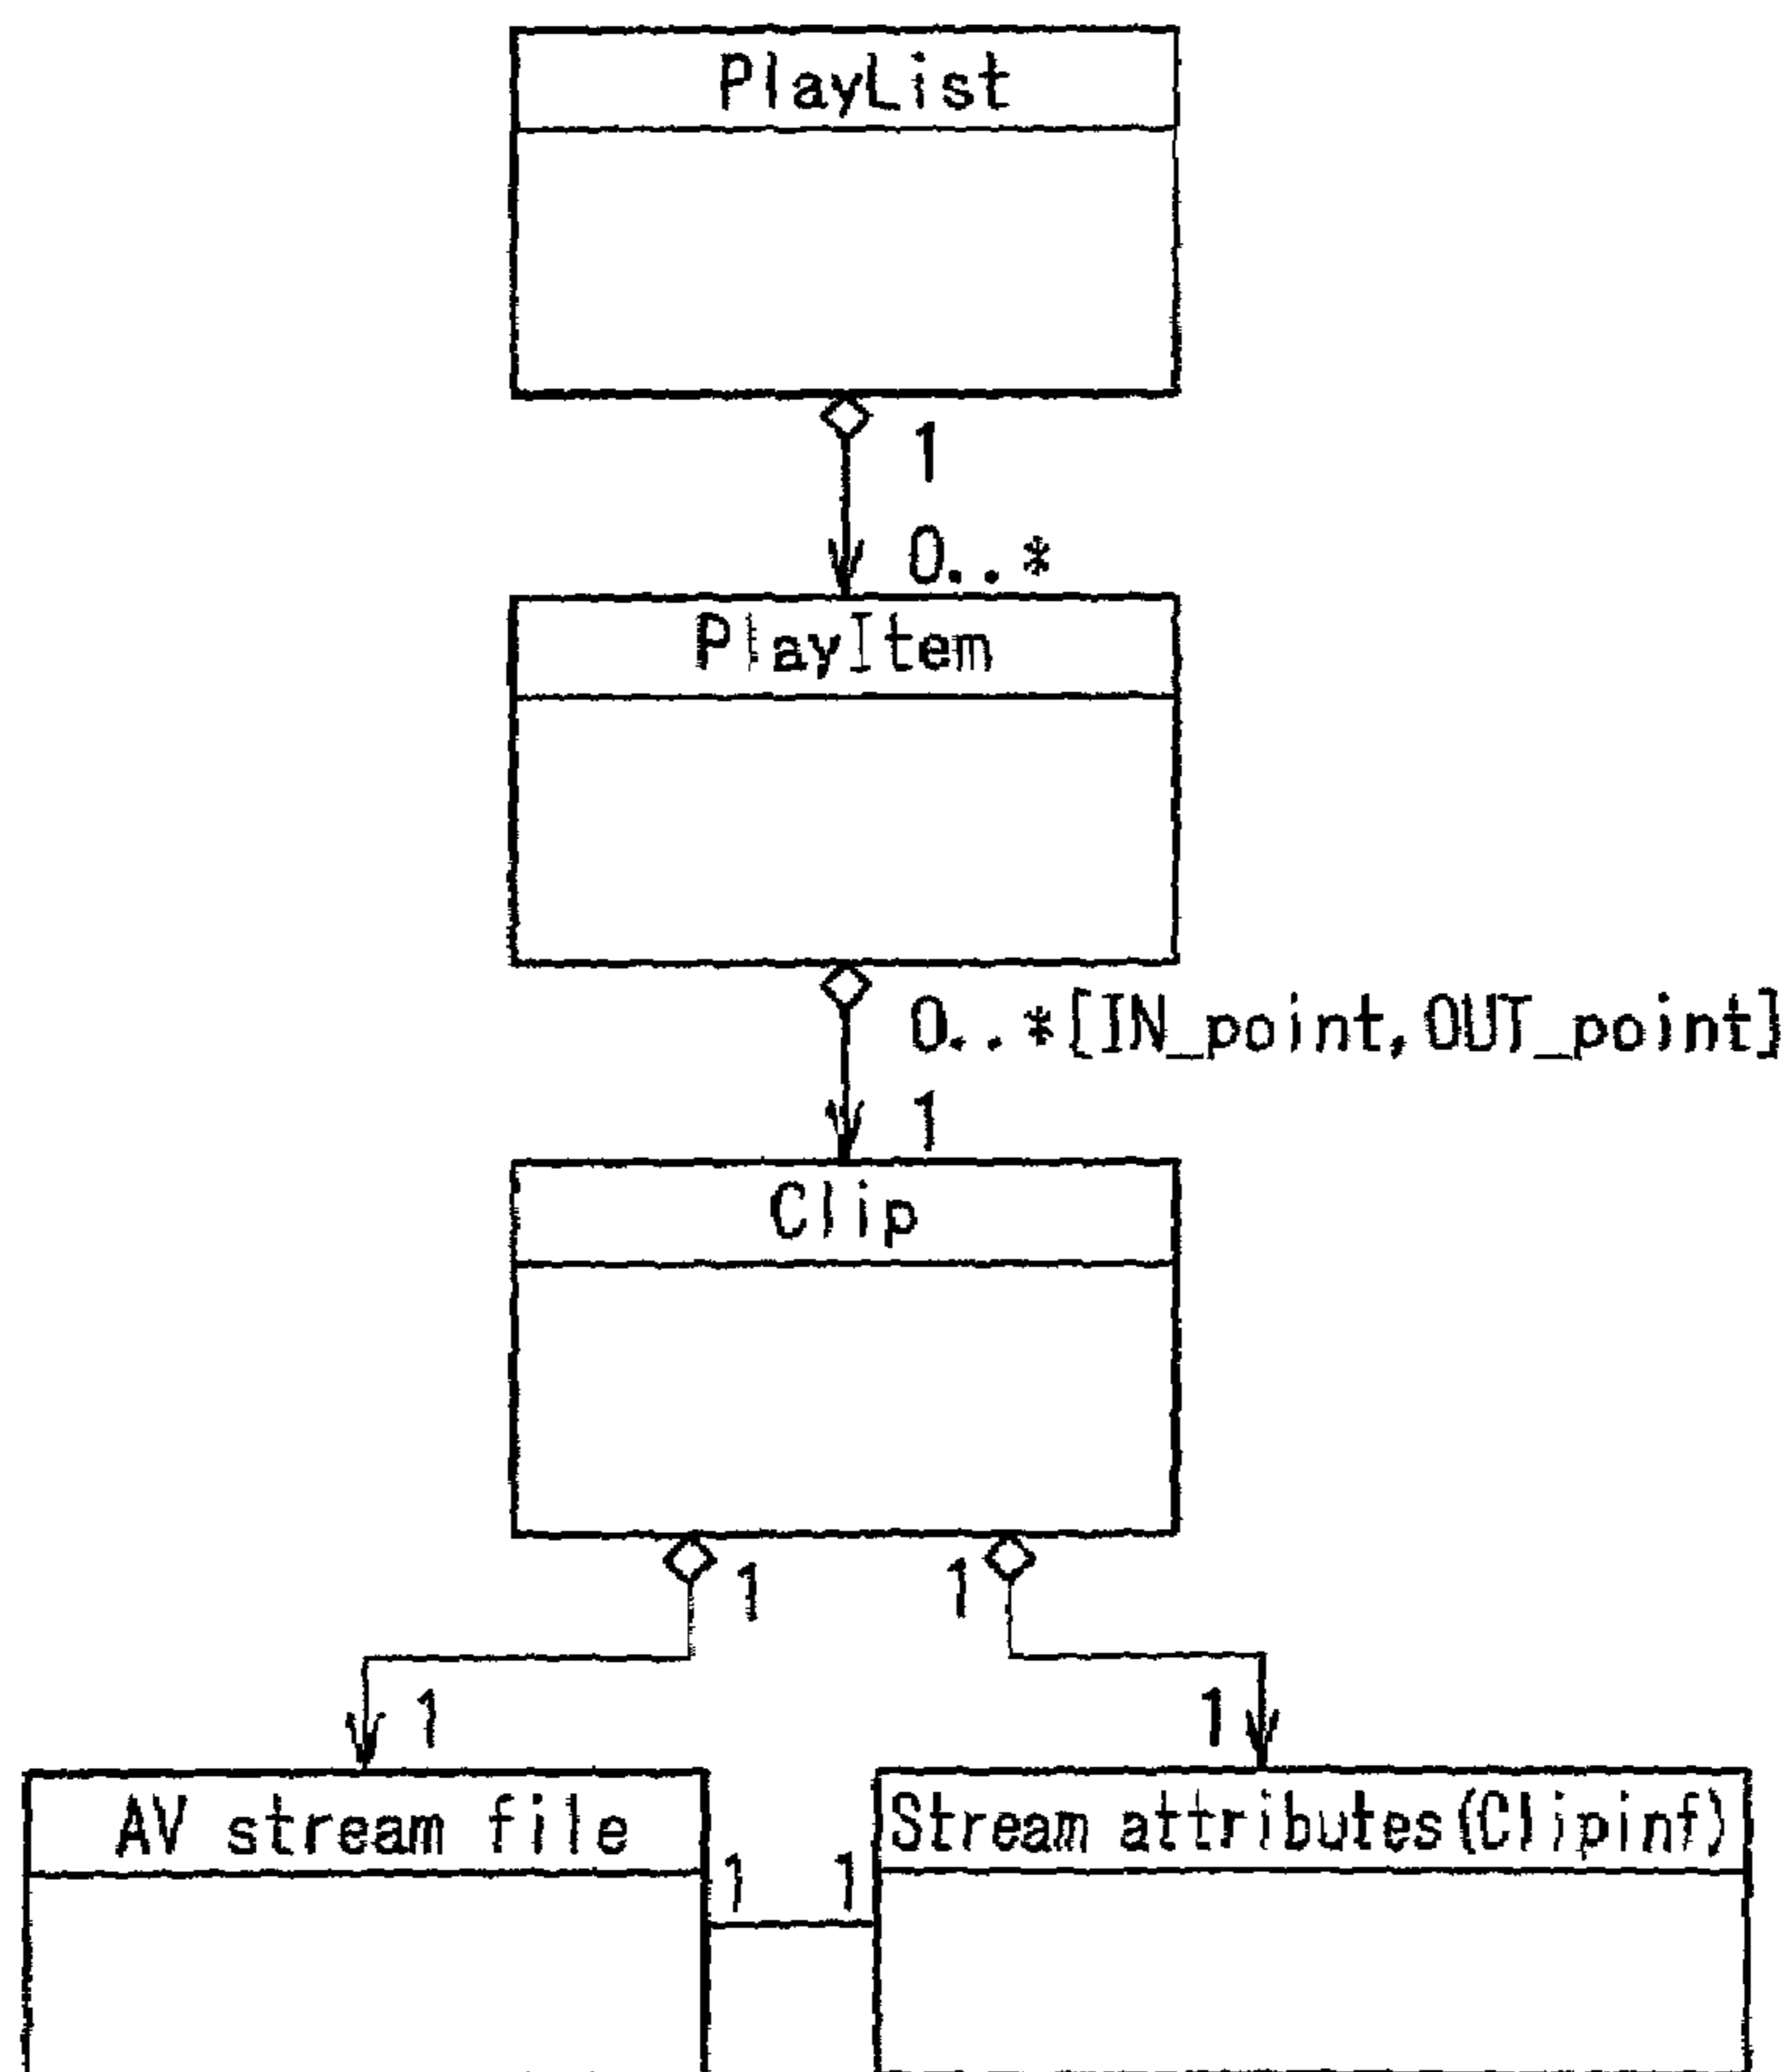 PlayList
1
0..*
PlayItem
0..*[IN_point,OUT_point]
1
Clip
1 1
1 1
AV stream file Stream attributes(Clipinf)
1 1